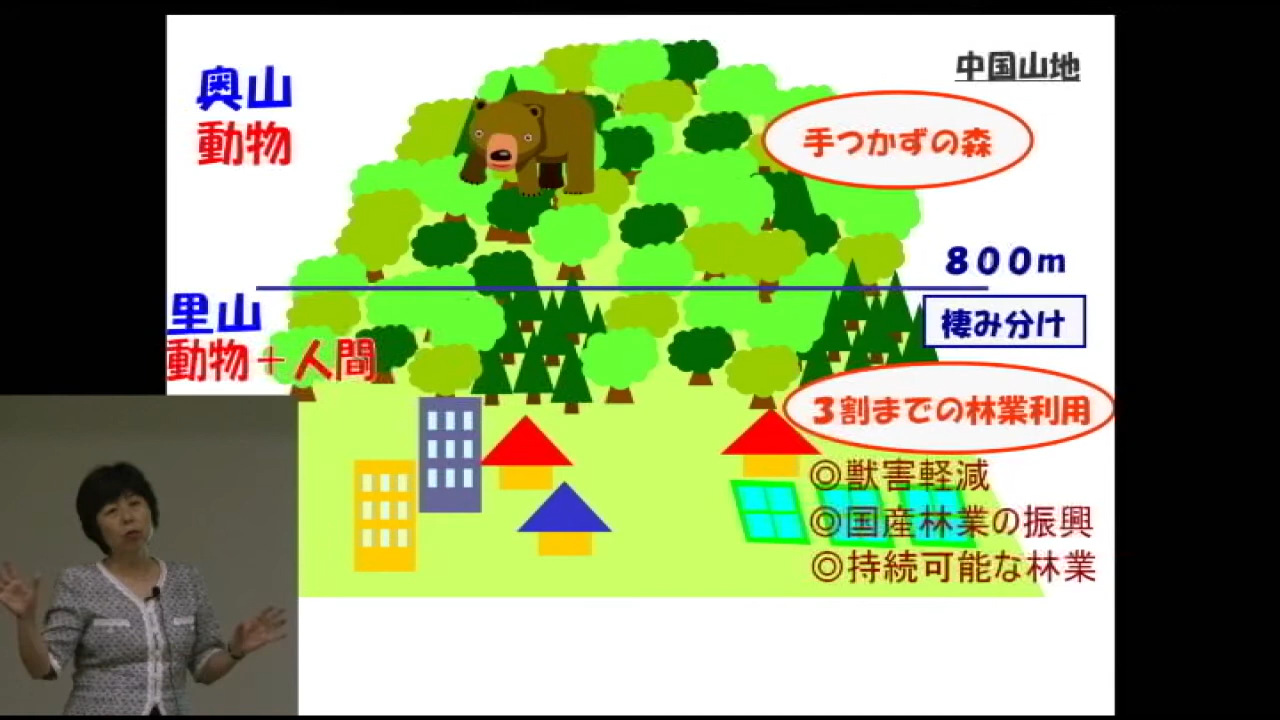 中国山地
奥山
動物
手つかずの森
800m
里山
動物+人間
棲み分け
3割までの林業利用
◎獣害軽減
◎国産林業の振興
◎持続可能な林業